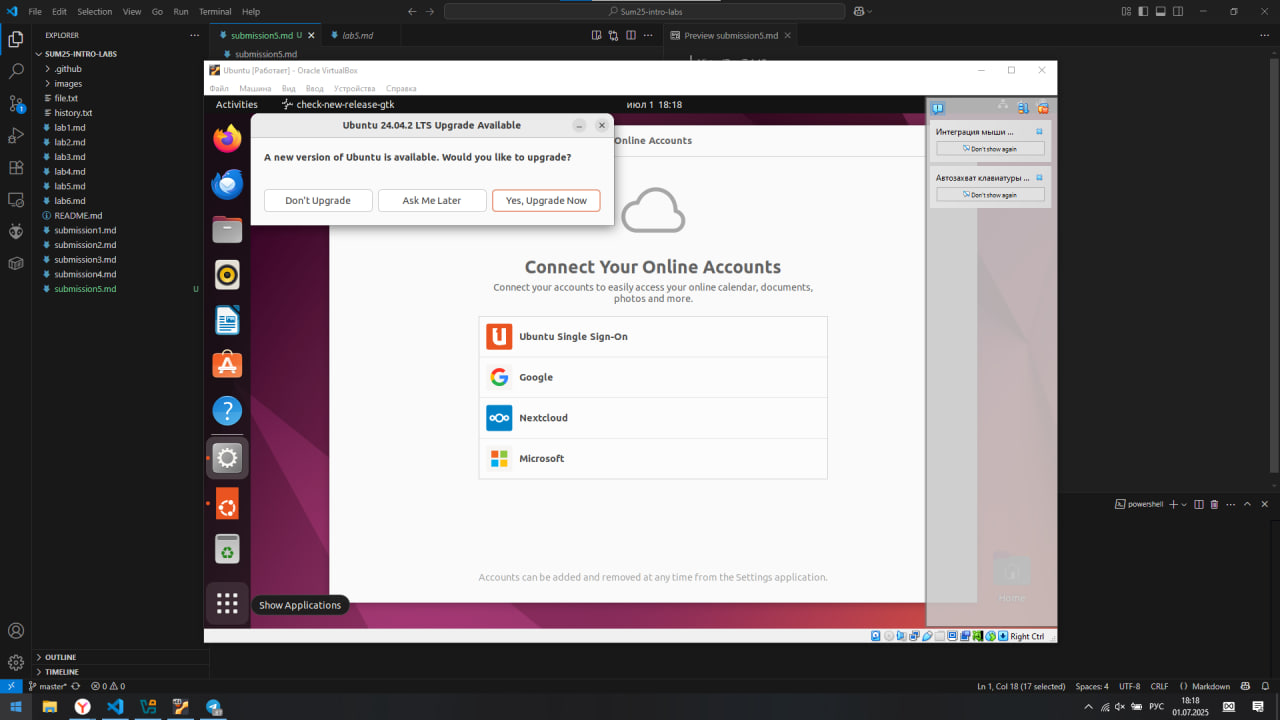 File Edit Selection View Go Run Terminal Help
Sum25-intro-labs
EXPLORER
submission5.md U
lab5.md
Preview submission5.md
SUM25-INTRO-LABS
submission5.md
.github
images
file.txt
history.txt
lab1.md
lab2.md
lab3.md
lab4.md
lab5.md
lab6.md
README.md
submission1.md
submission2.md
submission3.md
submission4.md
submission5.md U
1
OUTLINE
TIMELINE
Ubuntu [Работает] - Oracle VirtualBox
Файл Машина Вид Ввод Устройства Справка
Activities check-new-release-gtk июл 1 18:18
Ubuntu 24.04.2 LTS Upgrade Available
A new version of Ubuntu is available. Would you like to upgrade?
Don't Upgrade Ask Me Later Yes, Upgrade Now
Online Accounts
Connect Your Online Accounts
Connect your accounts to easily access your online calendar, documents,
photos and more.
Ubuntu Single Sign-On
Google
Nextcloud
Microsoft
Accounts can be added and removed at any time from the Settings application.
Интеграция мыши ...
Don't show again
Автозахват клавиатуры ...
Don't show again
Home
Show Applications
Right Ctrl
powershell
master* 0 0
Ln 1, Col 18 (17 selected) Spaces: 4 UTF-8 CRLF Markdown
РУС
18:18
01.07.2025